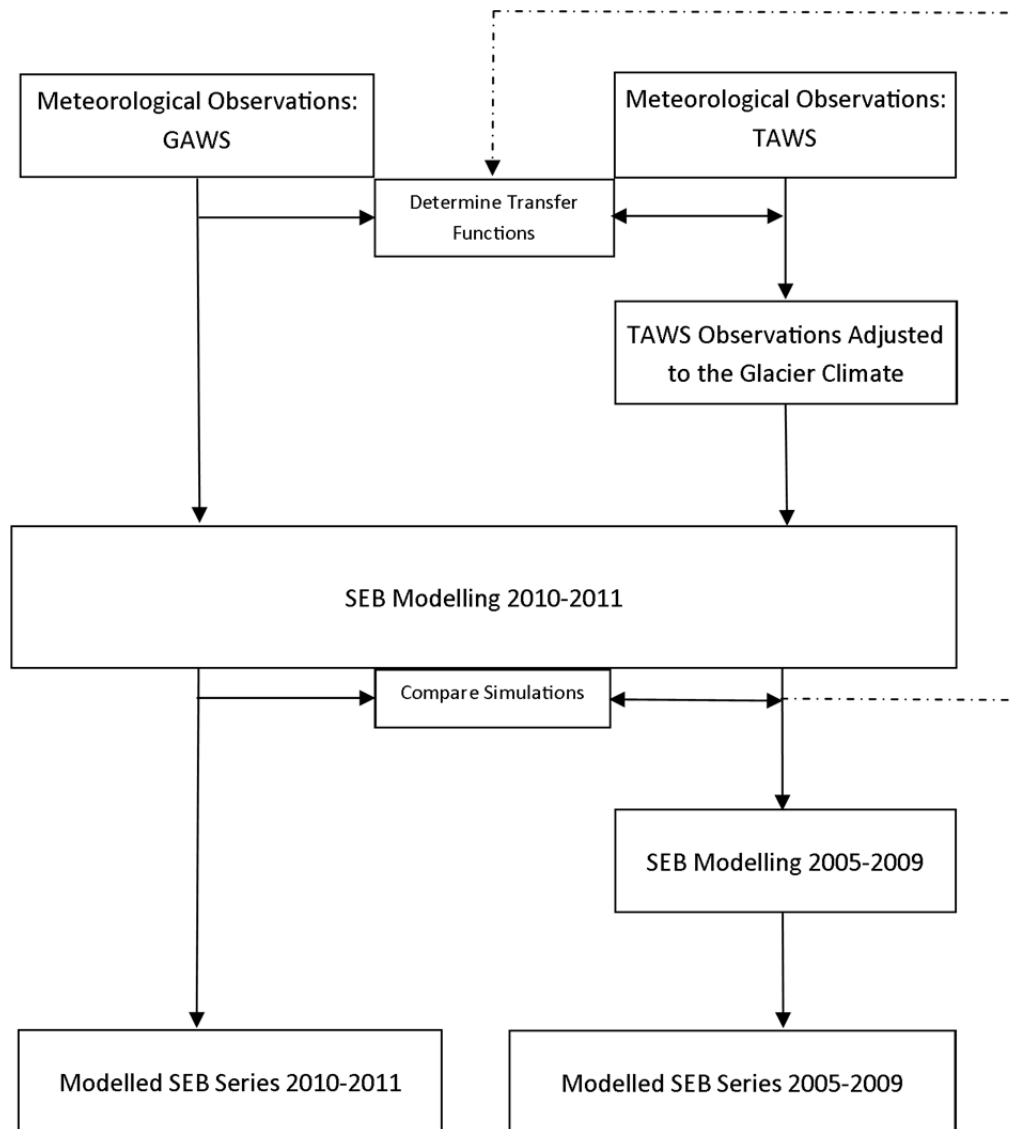 Meteorological Observations:
GAWS
Meteorological Observations:
TAWS
Determine Transfer
Functions
TAWS Observations Adjusted
to the Glacier Climate
SEB Modelling 2010-2011
Compare Simulations
SEB Modelling 2005-2009
Modelled SEB Series 2010-2011
Modelled SEB Series 2005-2009